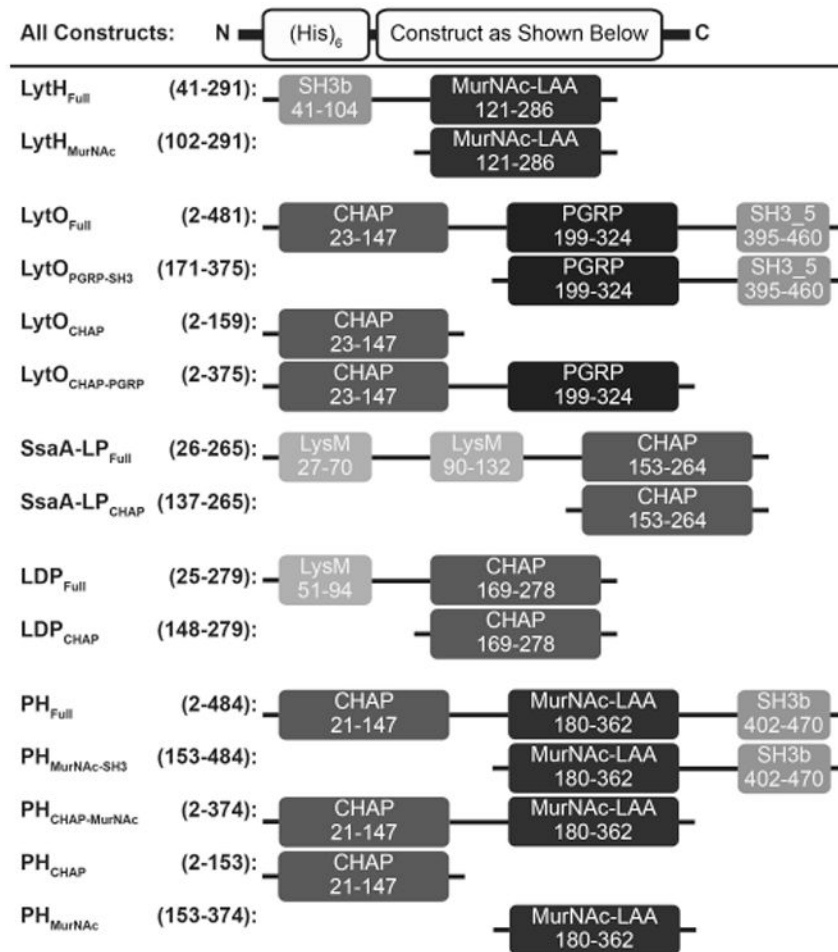 All Constructs: N (His)6 Construct as Shown Below C
LytHFull (41-291): SH3b 41-104 MurNAc-LAA 121-286
LytHMurNAc (102-291): MurNAc-LAA 121-286
LytOFull (2-481): CHAP 23-147 PGRP 199-324 SH3_5 395-460
LytOPGRP-SH3 (171-375): PGRP 199-324 SH3_5 395-460
LytOCHAP (2-159): CHAP 23-147
LytOCHAP-PGRP (2-375): CHAP 23-147 PGRP 199-324
SsaA-LPFull (26-265): LysM 27-70 LysM 90-132 CHAP 153-264
SsaA-LPCHAP (137-265): CHAP 153-264
LDPFull (25-279): LysM 51-94 CHAP 169-278
LDPCHAP (148-279): CHAP 169-278
PHFull (2-484): CHAP 21-147 MurNAc-LAA 180-362 SH3b 402-470
PHMurNAc-SH3 (153-484): MurNAc-LAA 180-362 SH3b 402-470
PHCHAP-MurNAc (2-374): CHAP 21-147 MurNAc-LAA 180-362
PHCHAP (2-153): CHAP 21-147
PHMurNAc (153-374): MurNAc-LAA 180-362